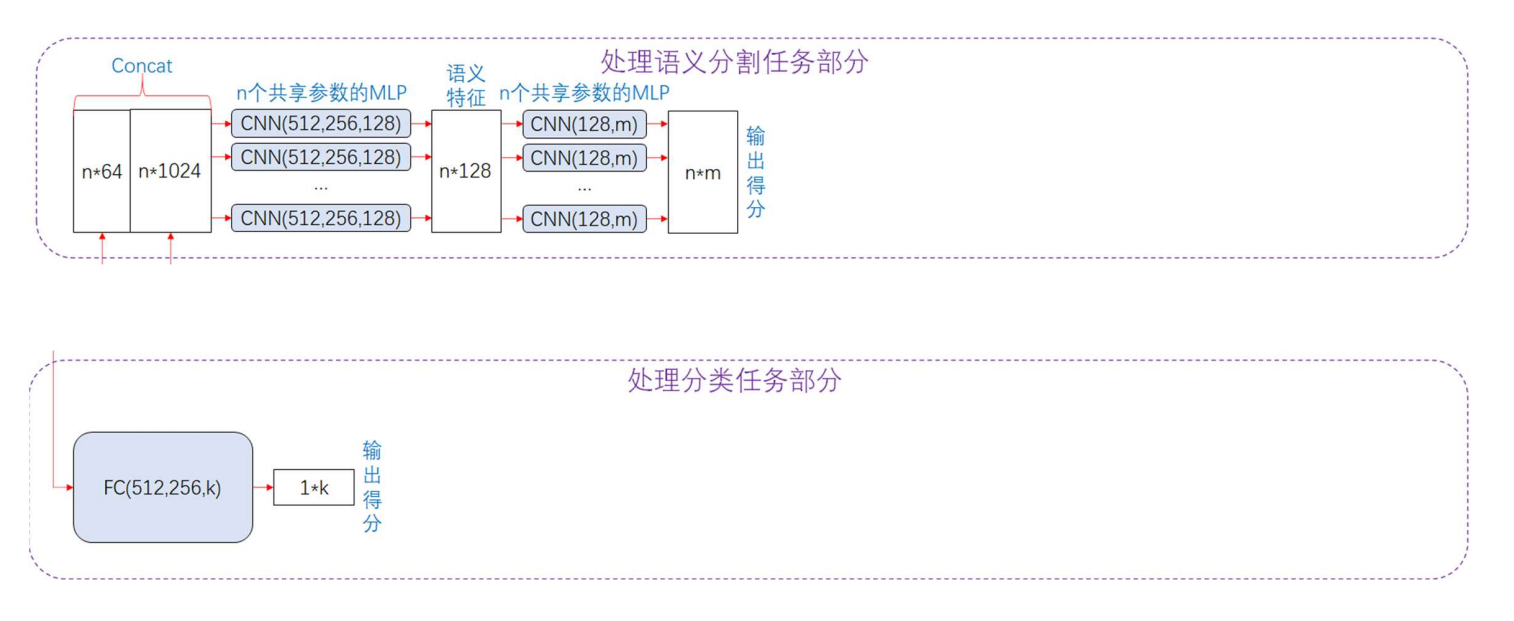 处理语义分割任务部分
Concat
n个共享参数的MLP
语义
特征
n个共享参数的MLP
n*64
n*1024
CNN(512,256,128)
CNN(512,256,128)
...
CNN(512,256,128)
n*128
CNN(128,m)
CNN(128,m)
...
CNN(128,m)
n*m
输出得分
处理分类任务部分
FC(512,256,k)
1*k
输出得分